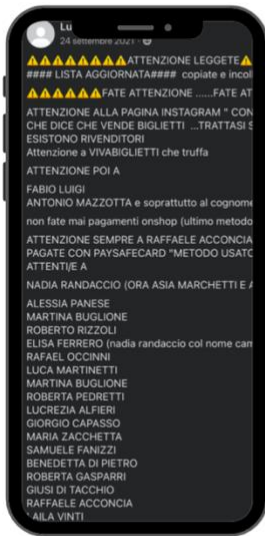 Lu
24 settembre 2021 ·
⚠⚠⚠⚠⚠⚠⚠⚠ATTENZIONE LEGGETE⚠
#### LISTA AGGIORNATA#### copiate e incol
⚠⚠⚠⚠⚠⚠FATE ATTENZIONE ......FATE AT
ATTENZIONE ALLA PAGINA INSTAGRAM " CON
CHE DICE CHE VENDE BIGLIETTI ...TRATTASI S
ESISTONO RIVENDITORI
Attenzione a VIVABIGLIETTI che truffa
ATTENZIONE POI A
FABIO LUIGI
ANTONIO MAZZOTTA e soprattutto al cognome
non fate mai pagamenti onshop (ultimo metodo
ATTENZIONE SEMPRE A RAFFAELE ACCONCIA
PAGATE CON PAYSAFECARD "METODO USATO
ATTENTI/E A
NADIA RANDACCIO (ORA ASIA MARCHETTI E A
ALESSIA PANESE
MARTINA BUGLIONE
ROBERTO RIZZOLI
ELISA FERRERO (nadia randaccio col nome cam
RAFAEL OCCINNI
LUCA MARTINETTI
MARTINA BUGLIONE
ROBERTA PEDRETTI
LUCREZIA ALFIERI
GIORGIO CAPASSO
MARIA ZACCHETTA
SAMUELE FANIZZI
BENEDETTA DI PIETRO
ROBERTA GASPARRI
GIUSI DI TACCHIO
RAFFAELE ACCONCIA
LAILA VINTI